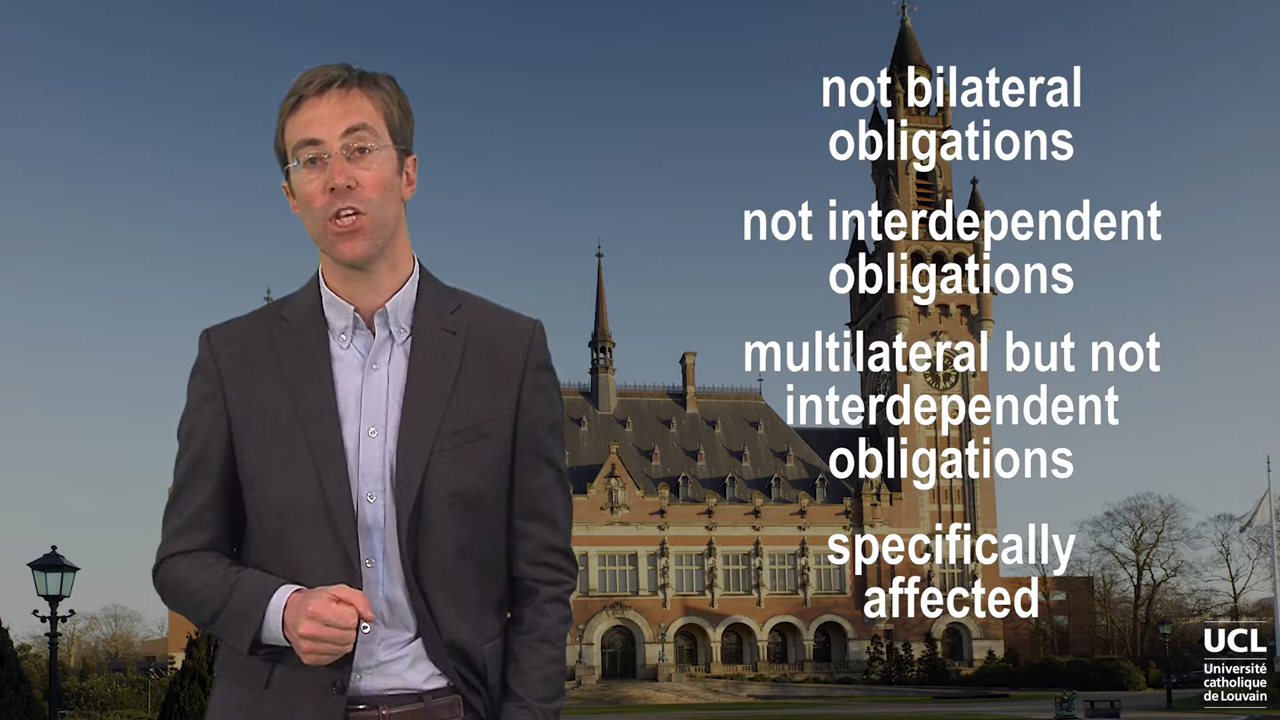 not bilateral
obligations
not interdependent
obligations
multilateral but not
interdependent
obligations
specifically
affected
UCL
Université
catholique
de Louvain